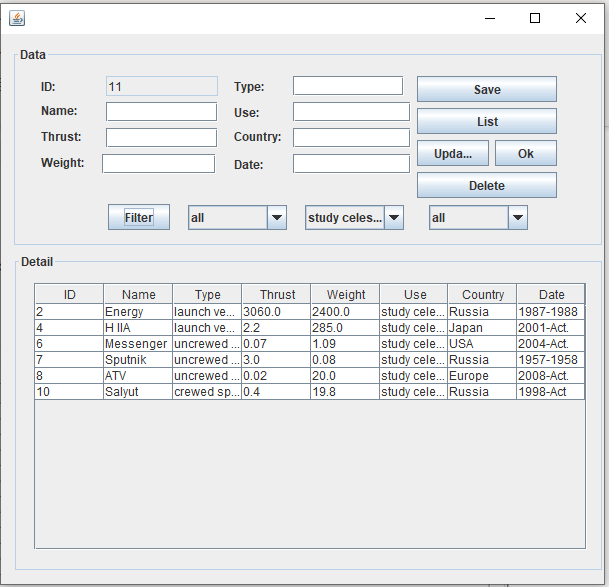 Data
ID: 11 Type: Save
Name: Use: List
Thrust: Country: Upda... Ok
Weight: Date: Delete
Filter all study celes... all
Detail
ID Name Type Thrust Weight Use Country Date
2 Energy launch ve... 3060.0 2400.0 study cele... Russia 1987-1988
4 H IIA launch ve... 2.2 285.0 study cele... Japan 2001-Act.
6 Messenger uncrewed ... 0.07 1.09 study cele... USA 2004-Act.
7 Sputnik uncrewed ... 3.0 0.08 study cele... Russia 1957-1958
8 ATV uncrewed ... 0.02 20.0 study cele... Europe 2008-Act.
10 Salyut crewed sp... 0.4 19.8 study cele... Russia 1998-Act